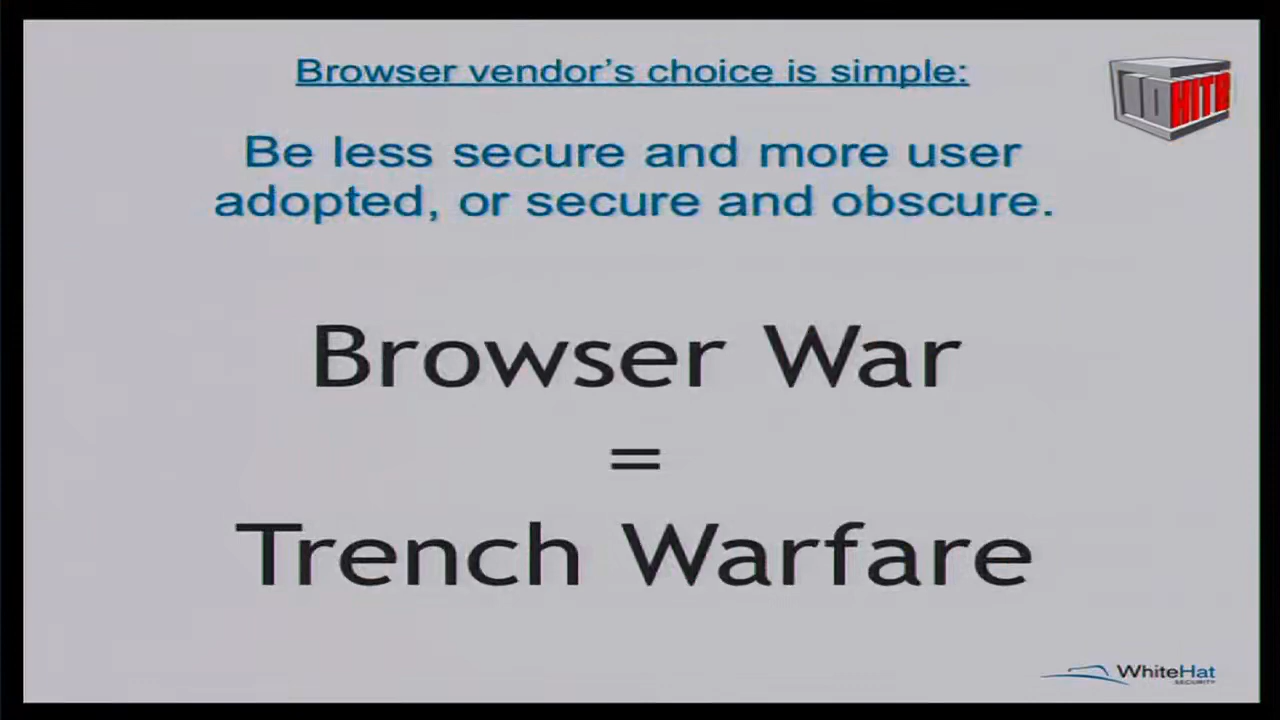 Browser vendor's choice is simple:
Be less secure and more user
adopted, or secure and obscure.
Browser War
=
Trench Warfare
HITB
WhiteHat
SECURITY